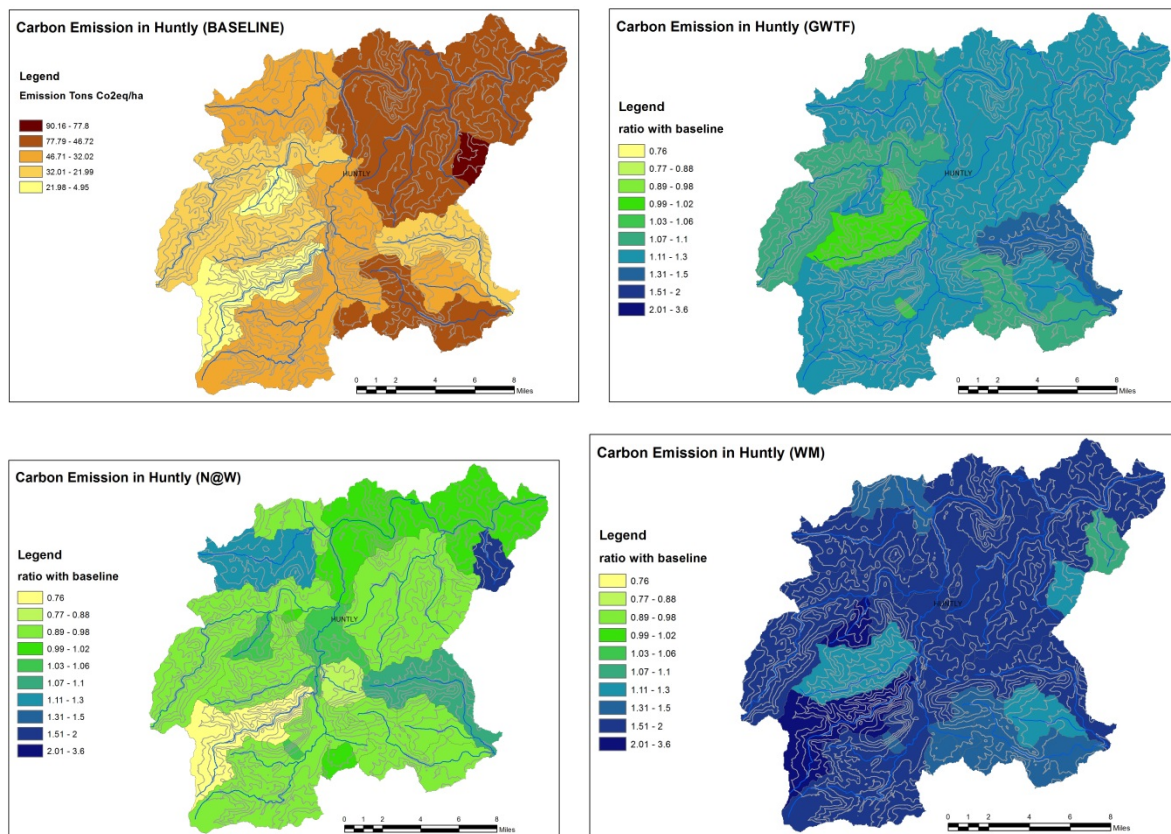 Carbon Emission in Huntly (BASELINE)
Legend
Emission Tons Co2eq/ha
90.16 - 77.8
77.79 - 46.72
46.71 - 32.02
32.01 - 21.99
21.98 - 4.95
HUNTLY
0 1 2 4 6 8
Miles
Carbon Emission in Huntly (GWTF)
Legend
ratio with baseline
0.76
0.77 - 0.88
0.89 - 0.98
0.99 - 1.02
1.03 - 1.06
1.07 - 1.1
1.11 - 1.3
1.31 - 1.5
1.51 - 2
2.01 - 3.6
HUNTLY
0 1 2 4 6 8
Miles
Carbon Emission in Huntly (N@W)
Legend
ratio with baseline
0.76
0.77 - 0.88
0.89 - 0.98
0.99 - 1.02
1.03 - 1.06
1.07 - 1.1
1.11 - 1.3
1.31 - 1.5
1.51 - 2
2.01 - 3.6
HUNTLY
0 1 2 4 6 8
Miles
Carbon Emission in Huntly (WM)
Legend
ratio with baseline
0.76
0.77 - 0.88
0.89 - 0.98
0.99 - 1.02
1.03 - 1.06
1.07 - 1.1
1.11 - 1.3
1.31 - 1.5
1.51 - 2
2.01 - 3.6
HUNTLY
0 1 2 4 6 8
Miles